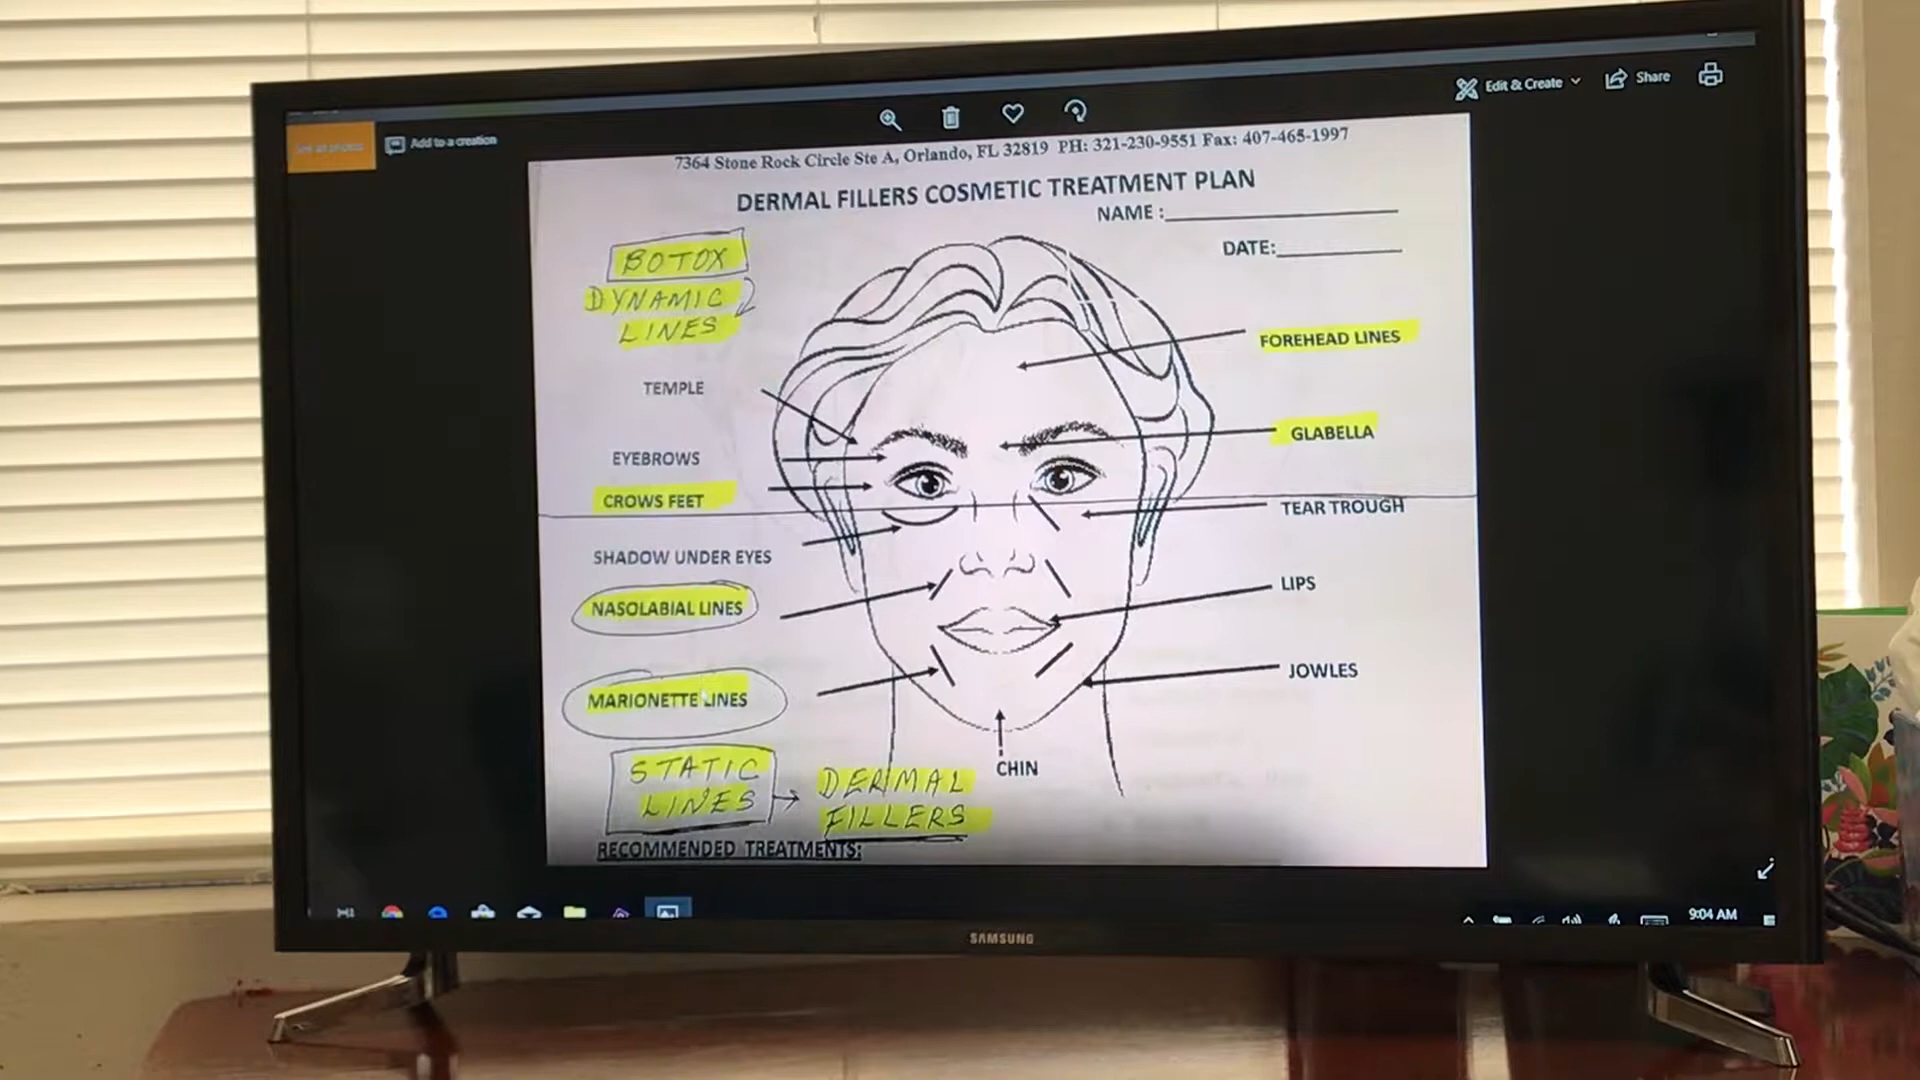 Edit & Create
Share
Add to a creation
7364 Stone Rock Circle Ste A, Orlando, FL 32819 PH: 321-230-9551 Fax: 407-465-1997
DERMAL FILLERS COSMETIC TREATMENT PLAN
NAME :
DATE:
BOTOX
DYNAMIC
LINES
FOREHEAD LINES
TEMPLE
GLABELLA
EYEBROWS
CROWS FEET
TEAR TROUGH
SHADOW UNDER EYES
LIPS
NASOLABIAL LINES
JOWLES
MARIONETTE LINES
CHIN
STATIC
LINES
DERMAL
FILLERS
RECOMMENDED TREATMENTS:
9:04 AM
SAMSUNG